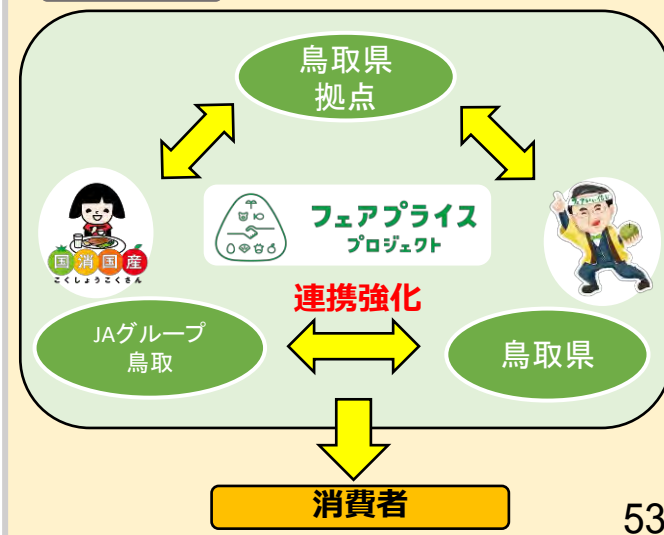 鳥取県
拠点
フェアプライス
プロジェクト
国消国産
こくしょうこくさん
連携強化
JAグループ
鳥取
鳥取県
消費者
53